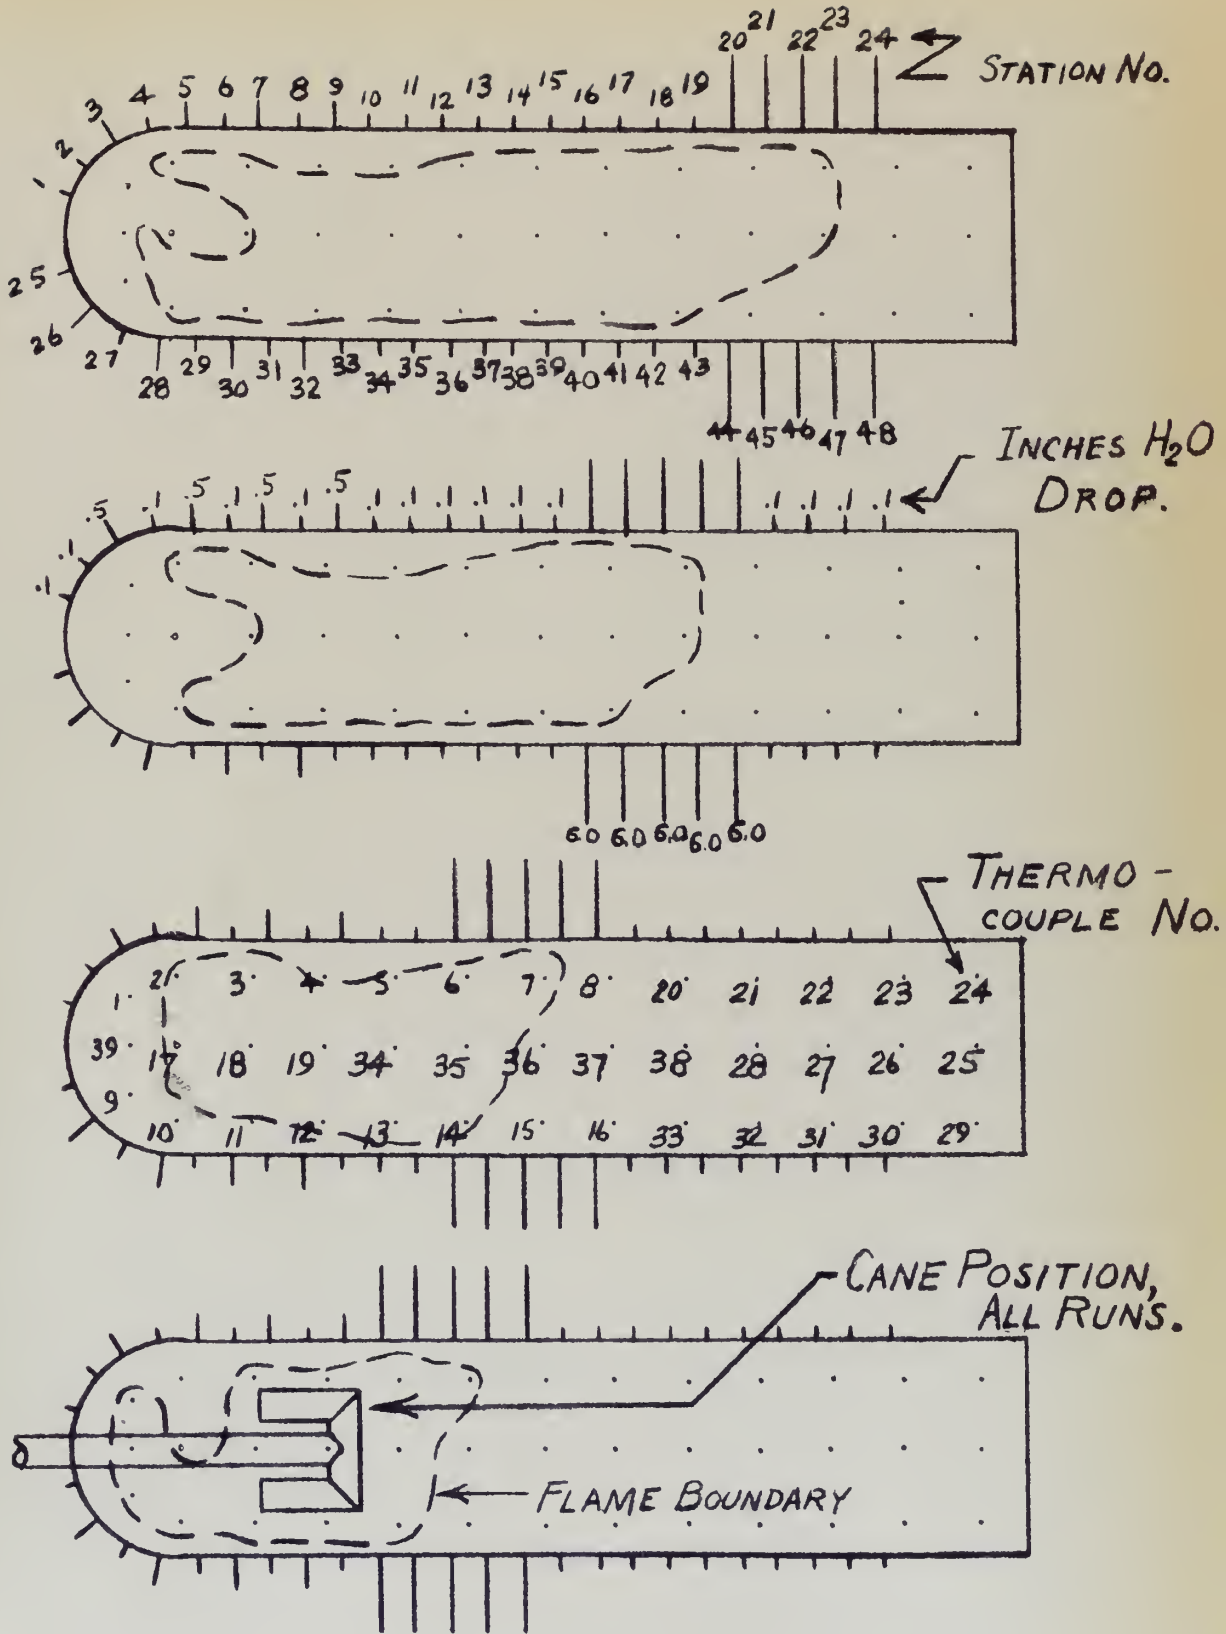 20 21 22 23 24
STATION NO.
1 2 3 4 5 6 7 8 9 10 11 12 13 14 15 16 17 18 19
25 26 27 28 29 30 31 32 33 34 35 36 37 38 39 40 41 42 43
44 45 46 47 48
INCHES H₂O
DROP.
.1 .1 .5 .1 .5 .1 .5 .1 .5 .1 .1 .1 .1 .1 .1 .1 .1 .1 .1
6.0 6.0 6.0 6.0 6.0
THERMO-
COUPLE NO.
1 2 3 4 5 6 7 8 20 21 22 23 24
39 17 18 19 34 35 36 37 38 28 27 26 25
9 10 11 12 13 14 15 16 33 32 31 30 29
CANE POSITION,
ALL RUNS.
FLAME BOUNDARY